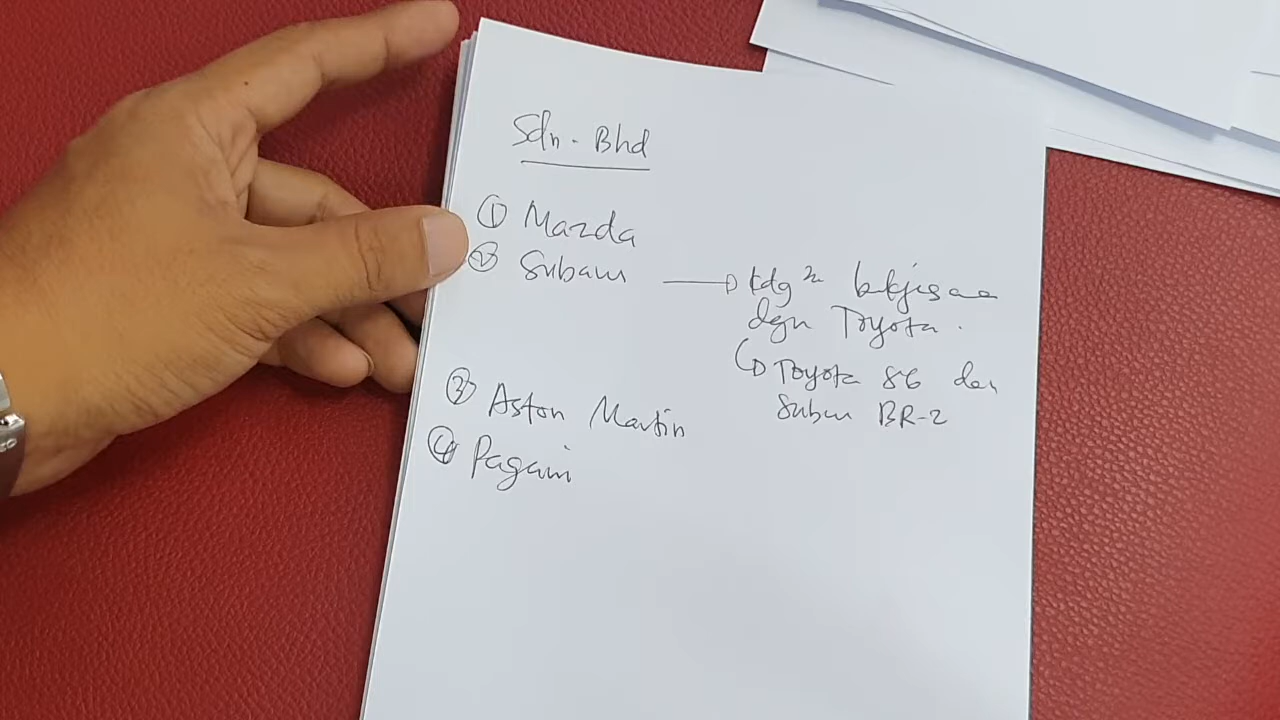 Sdn. Bhd
① Mazda
② Subaru
→ kdg² bekerjasama
dgn Toyota.
↳ Toyota 86 dan
Subaru BR-Z
③ Aston Martin
④ Pagani